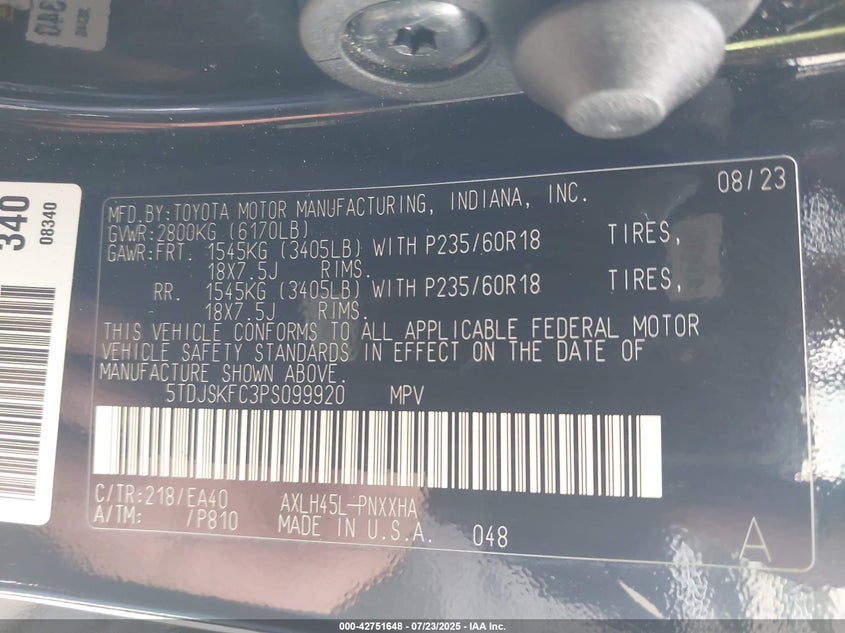 340
08340
08/23
MFD.BY:TOYOTA MOTOR MANUFACTURING, INDIANA, INC.
GVWR:2800KG (6170LB)
GAWR:FRT. 1545KG (3405LB) WITH P235/60R18 TIRES,
18X7.5J RIMS.
RR. 1545KG (3405LB) WITH P235/60R18 TIRES,
- 18X7.5J RIMS.
THIS VEHICLE CONFORMS TO ALL APPLICABLE FEDERAL MOTOR
VEHICLE SAFETY STANDARDS IN EFFECT ON THE DATE OF
MANUFACTURE SHOWN ABOVE.
5TDJSKFC3PS099920 MPV
C/TR:218/EA40 AXLH45L-PNXXHA
A/TM: /P810 MADE IN U.S.A. 048
A
000-42751648 - 07/23/2025 - IAA Inc.